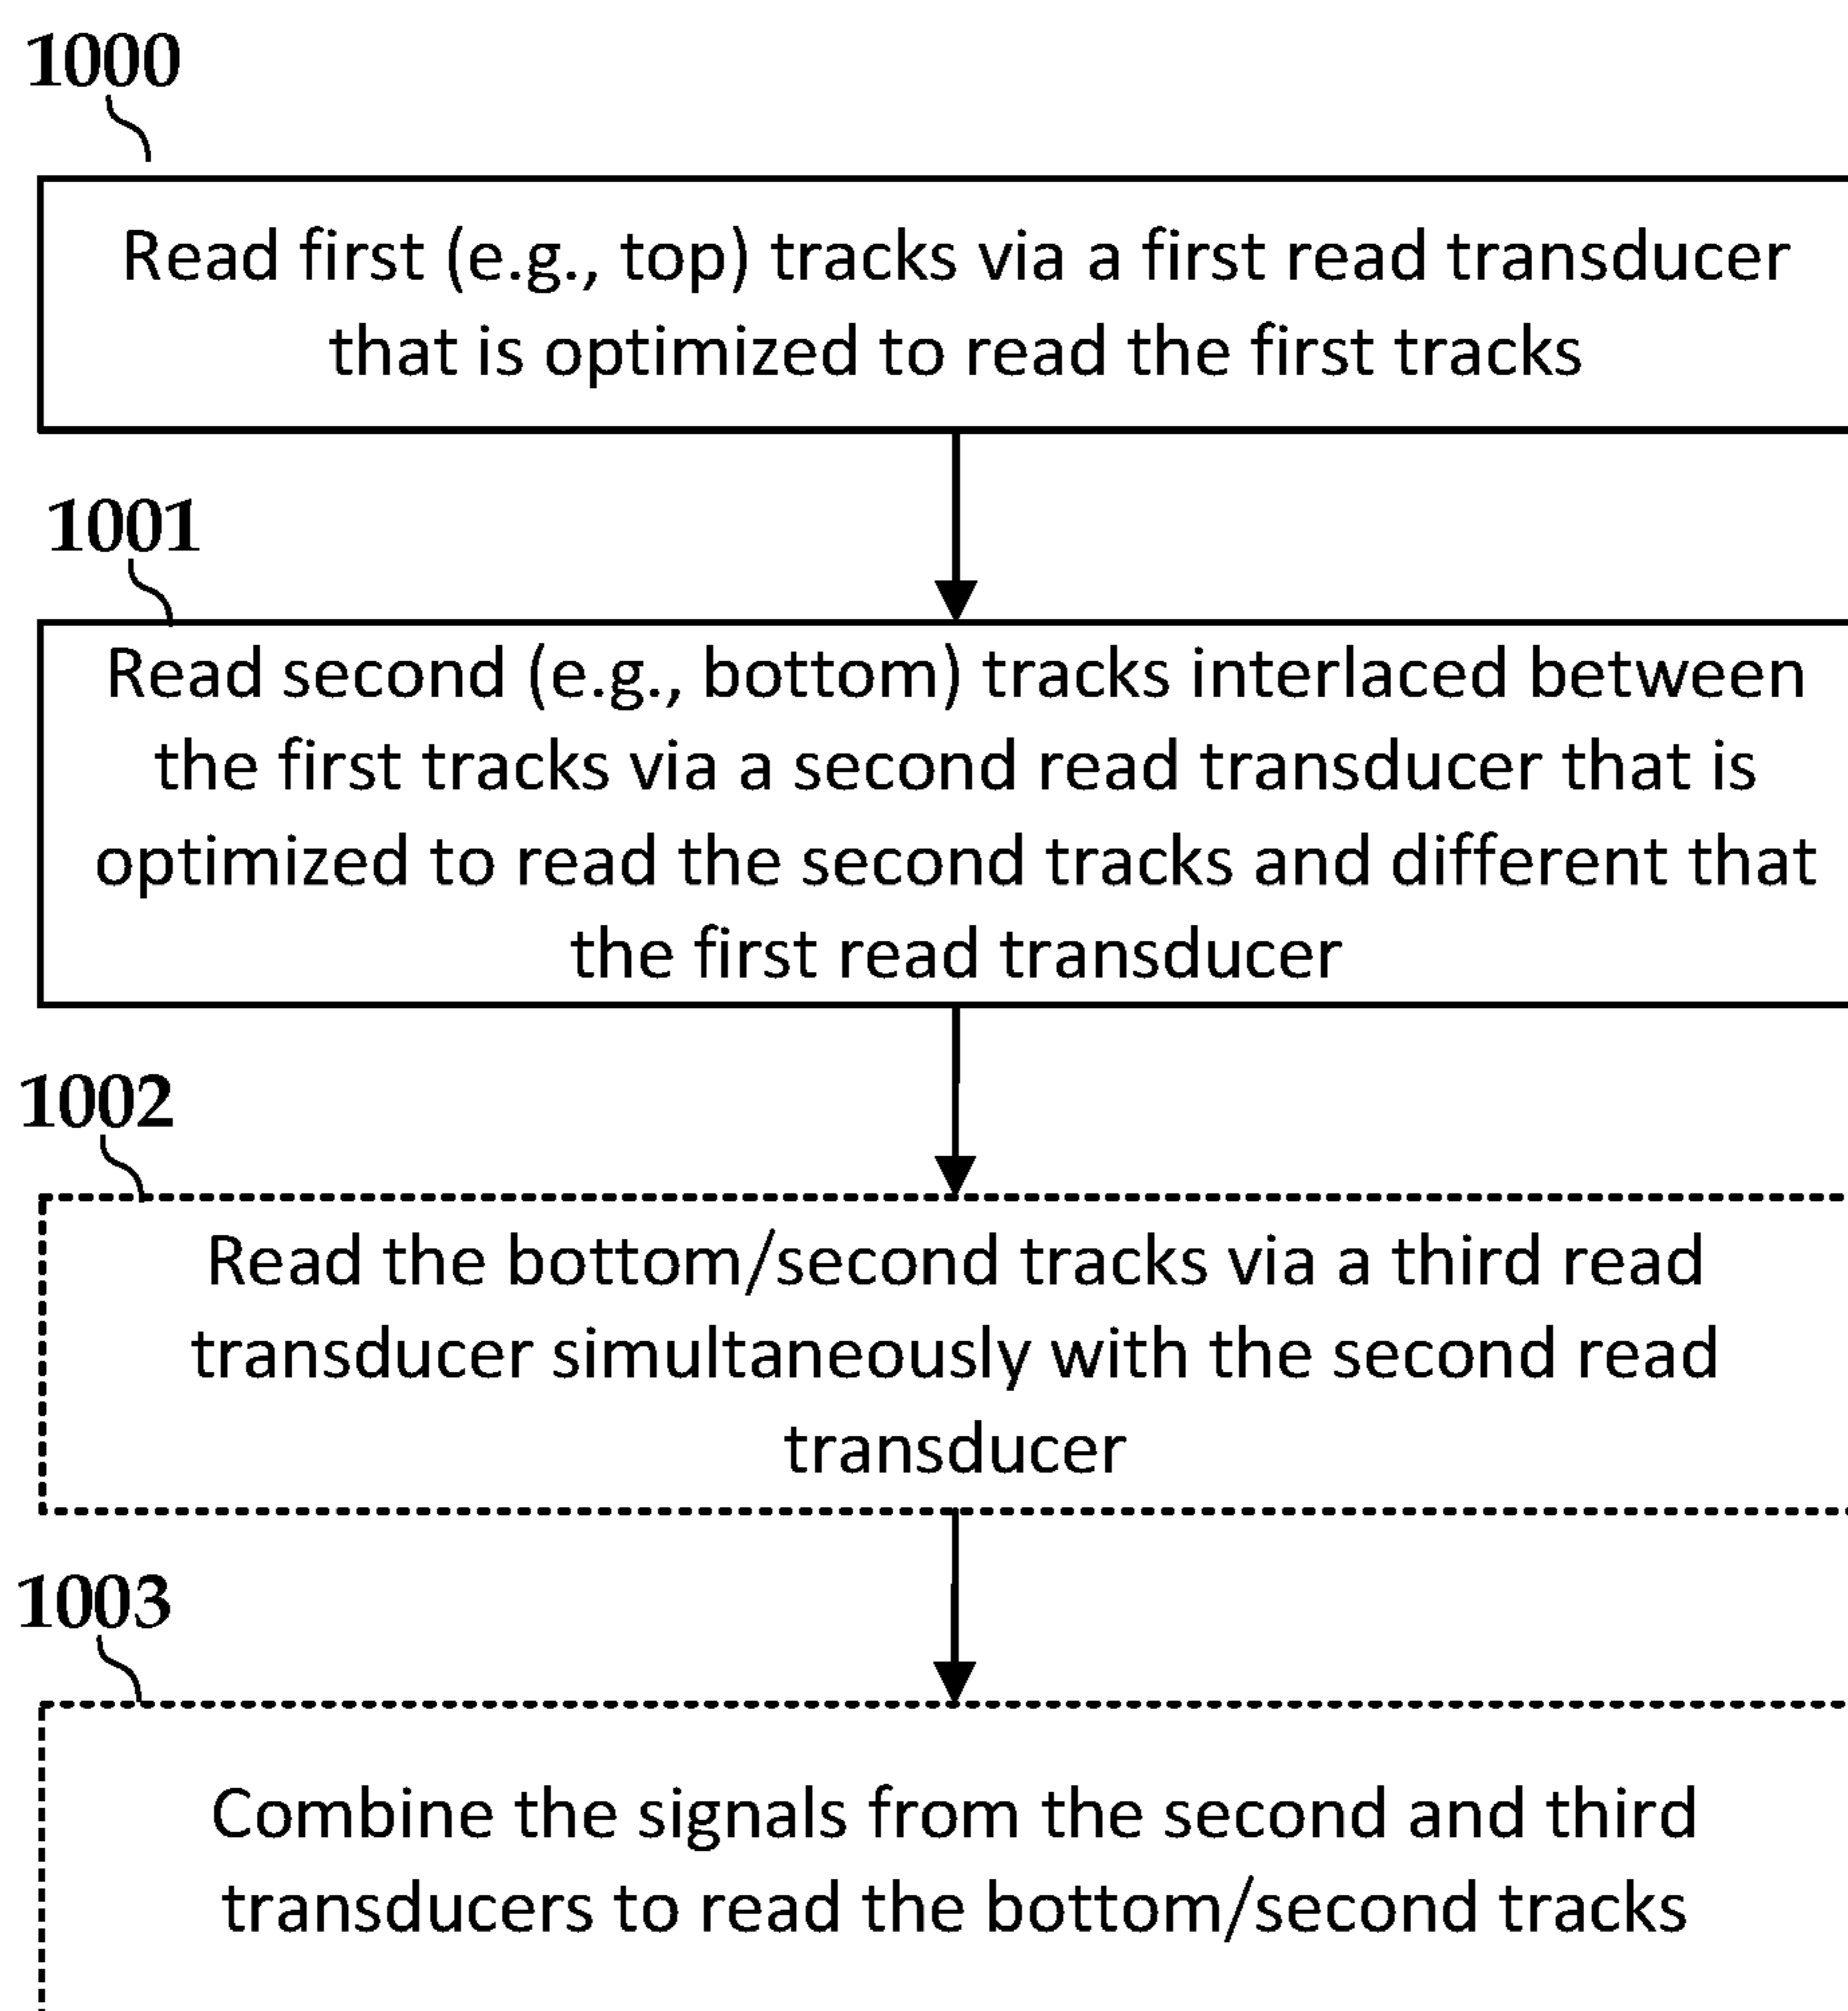 1000
Read first (e.g., top) tracks via a first read transducer
that is optimized to read the first tracks
1001
Read second (e.g., bottom) tracks interlaced between
the first tracks via a second read transducer that is
optimized to read the second tracks and different that
the first read transducer
1002
Read the bottom/second tracks via a third read
transducer simultaneously with the second read
transducer
1003
Combine the signals from the second and third
transducers to read the bottom/second tracks